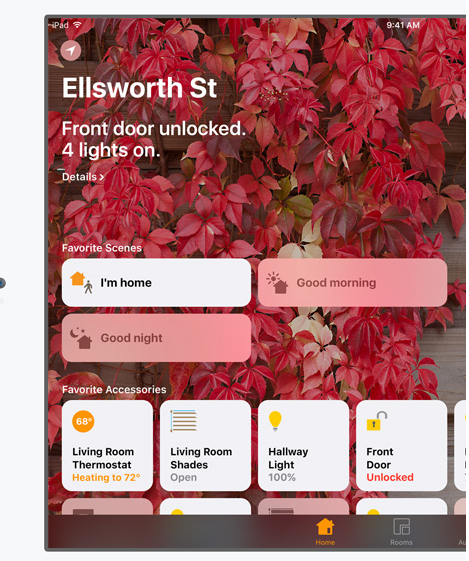 iPad 9:41 AM
Ellsworth St
Front door unlocked.
4 lights on.
Details >
Favorite Scenes
I'm home
Good morning
Good night
Favorite Accessories
68°
Living Room
Thermostat
Heating to 72°
Living Room
Shades
Open
Hallway
Light
100%
Front
Door
Unlocked
Home
Rooms